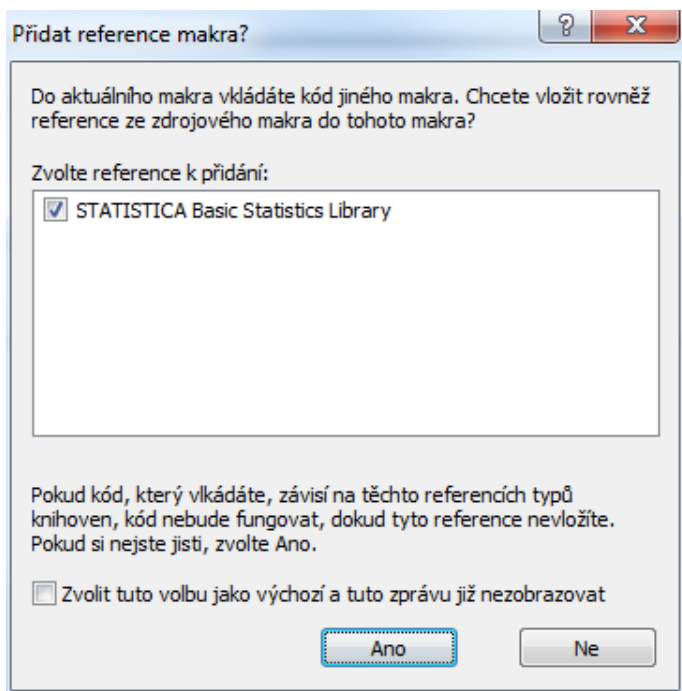 Přidat reference makra?
Do aktuálního makra vkládáte kód jiného makra. Chcete vložit rovněž
reference ze zdrojového makra do tohoto makra?
Zvolte reference k přidání:
STATISTICA Basic Statistics Library
Pokud kód, který vlkádáte, závisí na těchto referencích typů
knihoven, kód nebude fungovat, dokud tyto reference nevložíte.
Pokud si nejste jisti, zvolte Ano.
Zvolit tuto volbu jako výchozí a tuto zprávu již nezobrazovat
Ano Ne